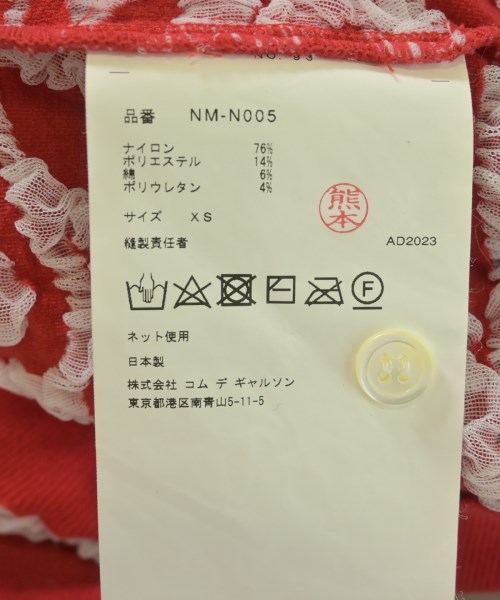 品番 NM-N005
ナイロン 76%
ポリエステル 14%
綿 6%
ポリウレタン 4%
サイズ XS
縫製責任者
熊本
AD2023
F
ネット使用
日本製
株式会社 コム デ ギャルソン
東京都港区南青山5-11-5